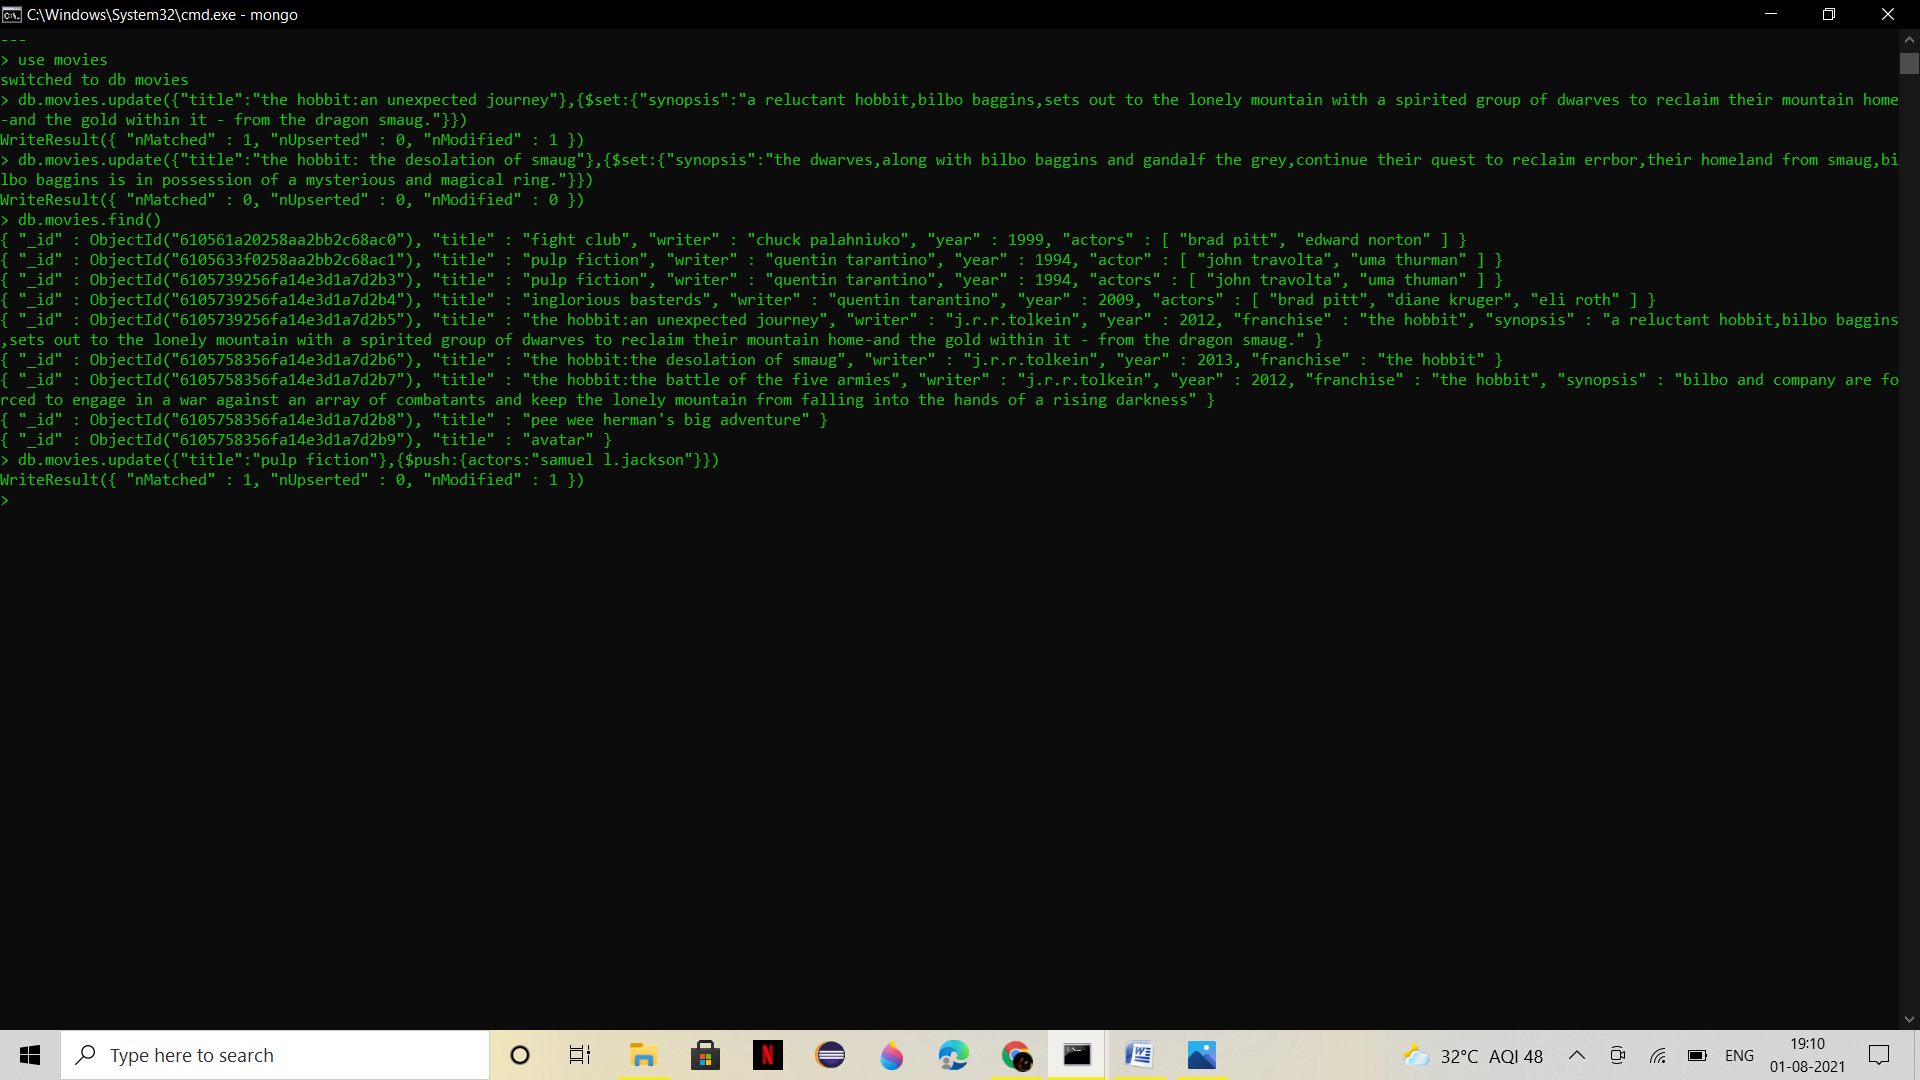 C:\Windows\System32\cmd.exe - mongo
---
> use movies
switched to db movies
> db.movies.update({"title":"the hobbit:an unexpected journey"},{$set:{"synopsis":"a reluctant hobbit,bilbo baggins,sets out to the lonely mountain with a spirited group of dwarves to reclaim their mountain home
-and the gold within it - from the dragon smaug."}})
WriteResult({ "nMatched" : 1, "nUpserted" : 0, "nModified" : 1 })
> db.movies.update({"title":"the hobbit: the desolation of smaug"},{$set:{"synopsis":"the dwarves,along with bilbo baggins and gandalf the grey,continue their quest to reclaim errbor,their homeland from smaug,bi
lbo baggins is in possession of a mysterious and magical ring."}})
WriteResult({ "nMatched" : 0, "nUpserted" : 0, "nModified" : 0 })
> db.movies.find()
{ "_id" : ObjectId("610561a20258aa2bb2c68ac0"), "title" : "fight club", "writer" : "chuck palahniuko", "year" : 1999, "actors" : [ "brad pitt", "edward norton" ] }
{ "_id" : ObjectId("6105633f0258aa2bb2c68ac1"), "title" : "pulp fiction", "writer" : "quentin tarantino", "year" : 1994, "actor" : [ "john travolta", "uma thurman" ] }
{ "_id" : ObjectId("6105739256fa14e3d1a7d2b3"), "title" : "pulp fiction", "writer" : "quentin tarantino", "year" : 1994, "actors" : [ "john travolta", "uma thuman" ] }
{ "_id" : ObjectId("6105739256fa14e3d1a7d2b4"), "title" : "inglorious basterds", "writer" : "quentin tarantino", "year" : 2009, "actors" : [ "brad pitt", "diane kruger", "eli roth" ] }
{ "_id" : ObjectId("6105739256fa14e3d1a7d2b5"), "title" : "the hobbit:an unexpected journey", "writer" : "j.r.r.tolkein", "year" : 2012, "franchise" : "the hobbit", "synopsis" : "a reluctant hobbit,bilbo baggins
,sets out to the lonely mountain with a spirited group of dwarves to reclaim their mountain home-and the gold within it - from the dragon smaug." }
{ "_id" : ObjectId("6105758356fa14e3d1a7d2b6"), "title" : "the hobbit:the desolation of smaug", "writer" : "j.r.r.tolkein", "year" : 2013, "franchise" : "the hobbit" }
{ "_id" : ObjectId("6105758356fa14e3d1a7d2b7"), "title" : "the hobbit:the battle of the five armies", "writer" : "j.r.r.tolkein", "year" : 2012, "franchise" : "the hobbit", "synopsis" : "bilbo and company are fo
rced to engage in a war against an array of combatants and keep the lonely mountain from falling into the hands of a rising darkness" }
{ "_id" : ObjectId("6105758356fa14e3d1a7d2b8"), "title" : "pee wee herman's big adventure" }
{ "_id" : ObjectId("6105758356fa14e3d1a7d2b9"), "title" : "avatar" }
> db.movies.update({"title":"pulp fiction"},{$push:{actors:"samuel l.jackson"}})
WriteResult({ "nMatched" : 1, "nUpserted" : 0, "nModified" : 1 })
>
Type here to search
32°C AQI 48
ENG
19:10
01-08-2021